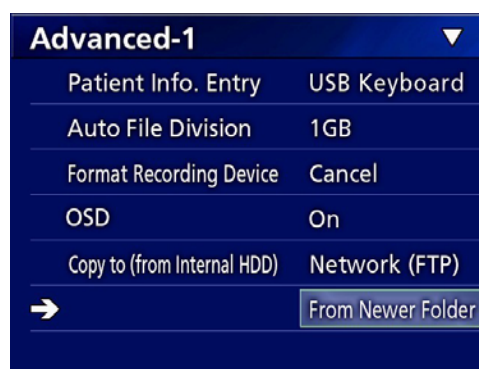 Advanced-1 ▼
Patient Info. Entry USB Keyboard
Auto File Division 1GB
Format Recording Device Cancel
OSD On
Copy to (from Internal HDD) Network (FTP)
➔ From Newer Folder